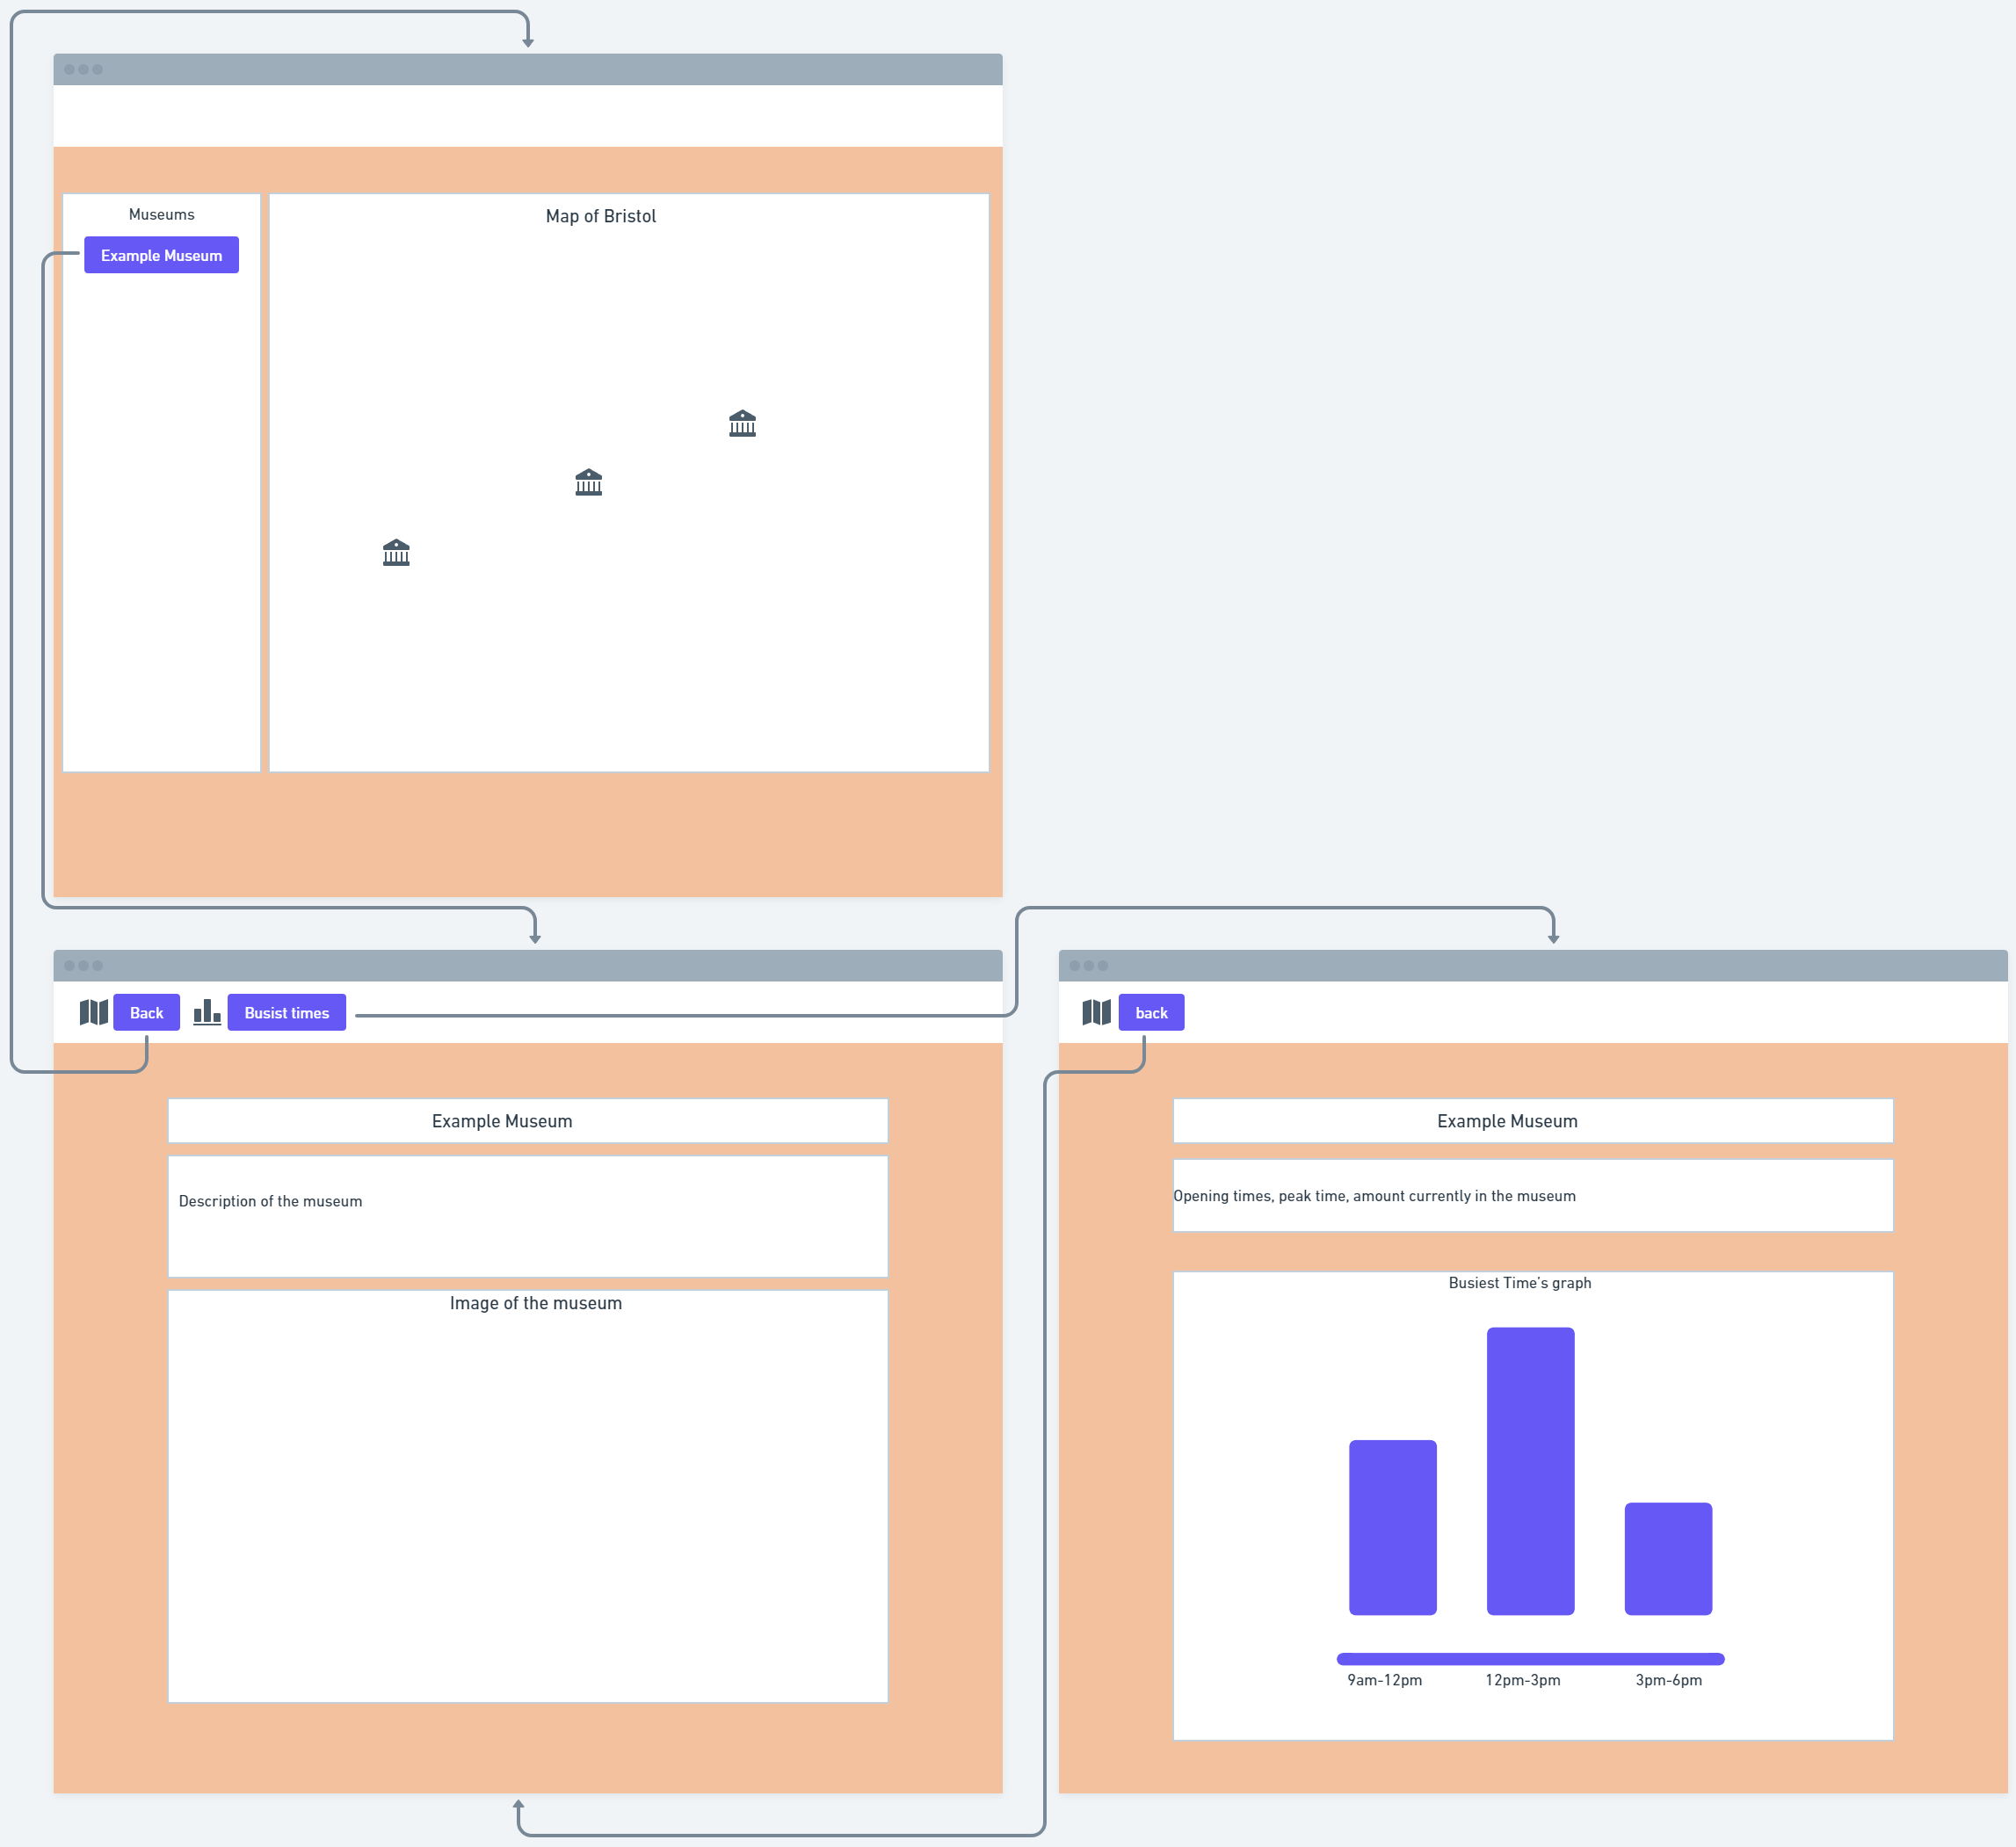 Museums
Example Museum
Map of Bristol
Back
Busist times
Example Museum
Description of the museum
Image of the museum
back
Example Museum
Opening times, peak time, amount currently in the museum
Busiest Time's graph
9am-12pm
12pm-3pm
3pm-6pm